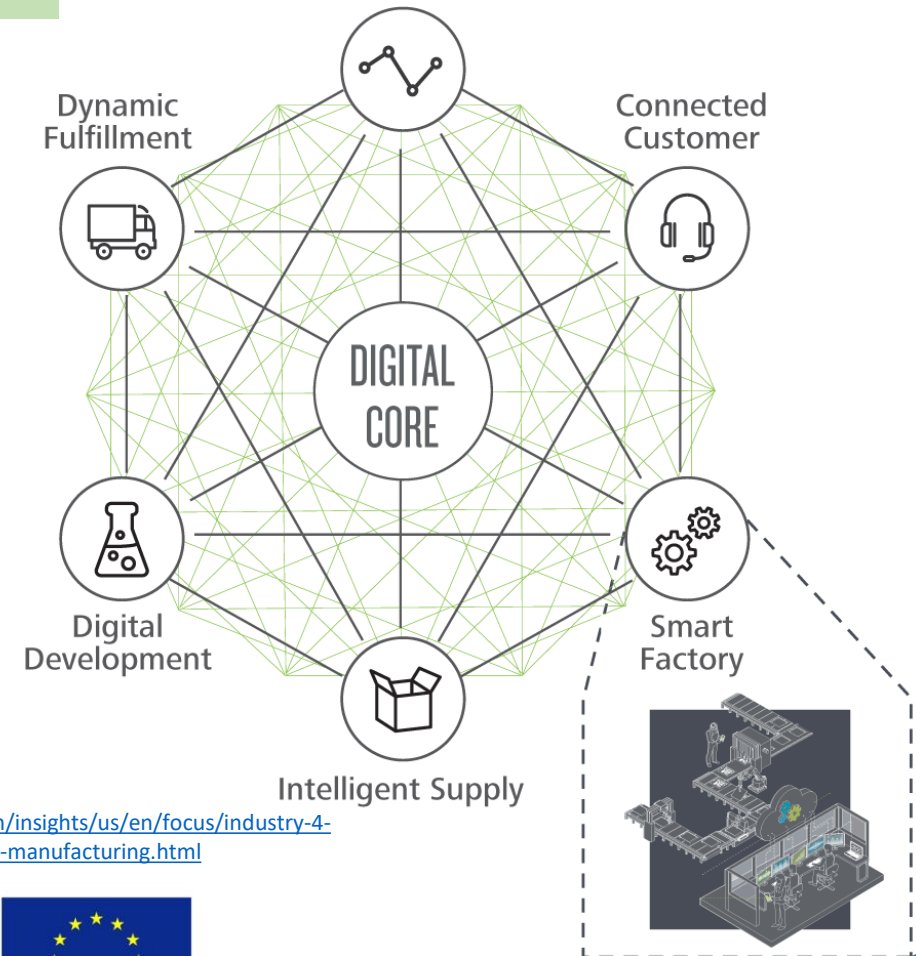 Dynamic
Fulfillment
Connected
Customer
DIGITAL
CORE
Digital
Development
Smart
Factory
Intelligent Supply
/insights/us/en/focus/industry-4-
-manufacturing.html